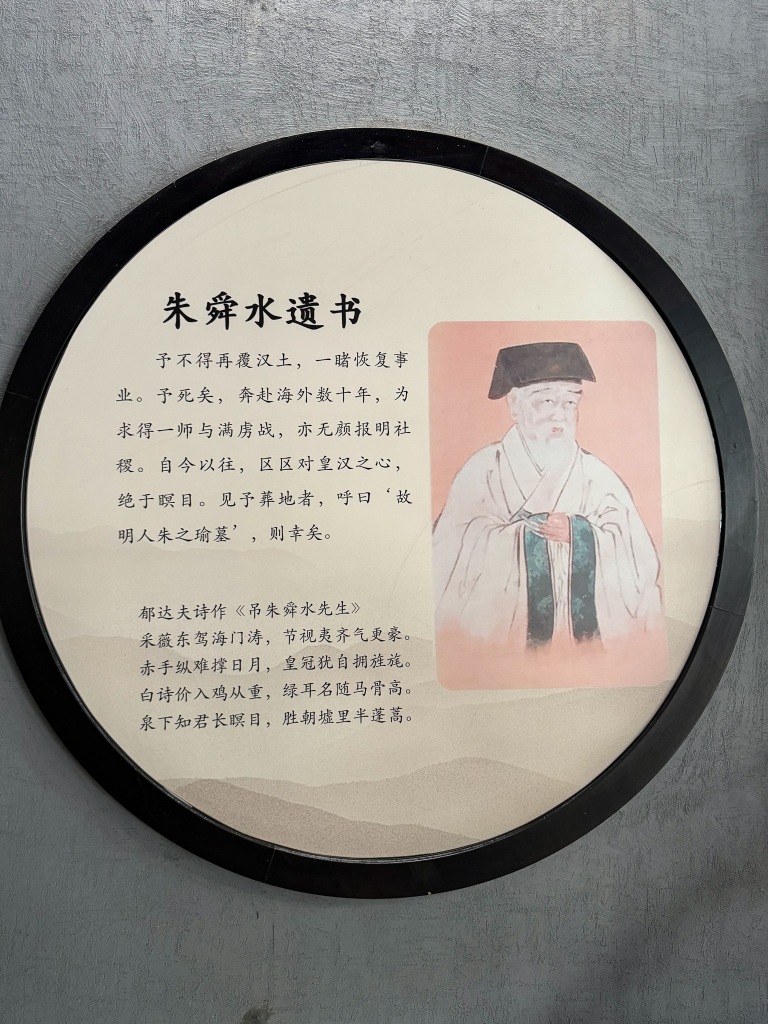 朱舜水遗书
予不得再覆汉土，一睹恢复事
业。予死矣，奔赴海外数十年，为
求得一师与满虏战，亦无颜报明社
稷。自今以往，区区对皇汉之心，
绝于瞑目。见予葬地者，呼曰‘故
明人朱之瑜墓’，则幸矣。
郁达夫诗作《吊朱舜水先生》
采薇东驾海门涛，节视夷齐气更豪。
赤手纵难撑日月，皇冠犹自拥旌旄。
白诗价入鸡从重，绿耳名随马骨高。
泉下知君长瞑目，胜朝墟里半蓬蒿。